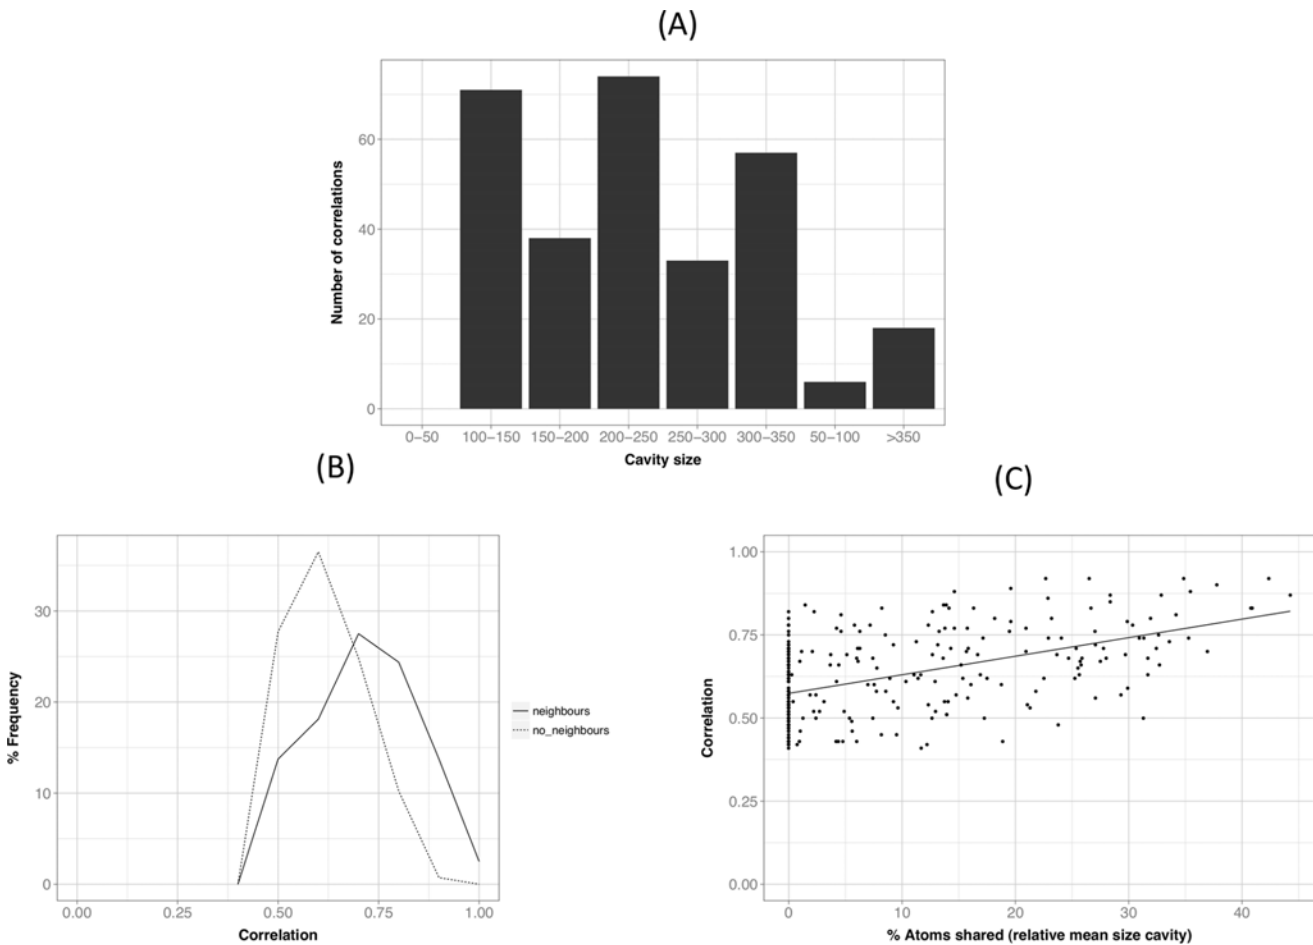 (A)
Number of correlations
60
40
20
0
0−50 100−150 150−200 200−250 250−300 300−350 50−100 >350
Cavity size
(B)
% Frequency
30
20
10
0
0.00 0.25 0.50 0.75 1.00
Correlation
neighbours
no_neighbours
(C)
Correlation
1.00
0.75
0.50
0.25
0.00
0 10 20 30 40
% Atoms shared (relative mean size cavity)